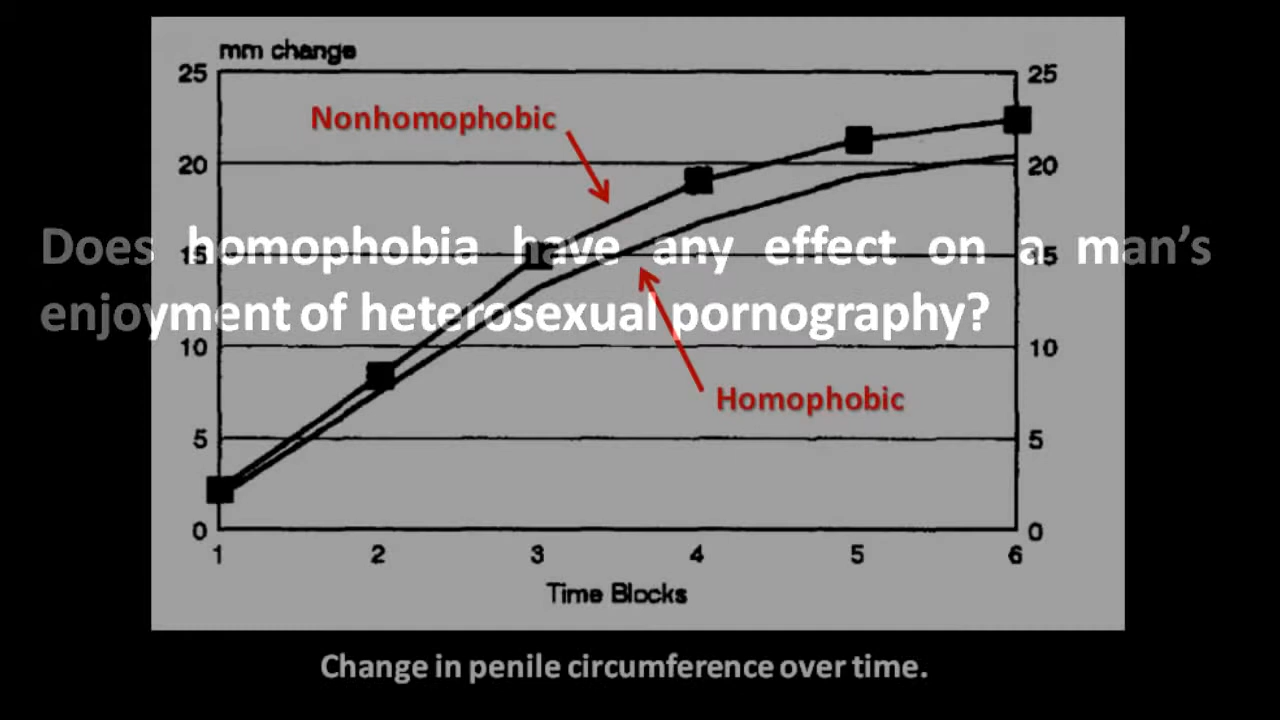 mm change
25 25
Nonhomophobic
20 20
Does homophobia have any effect on a man's
15 15
enjoyment of heterosexual pornography?
10 10
Homophobic
5 5
0 0
1 2 3 4 5 6
Time Blocks
Change in penile circumference over time.